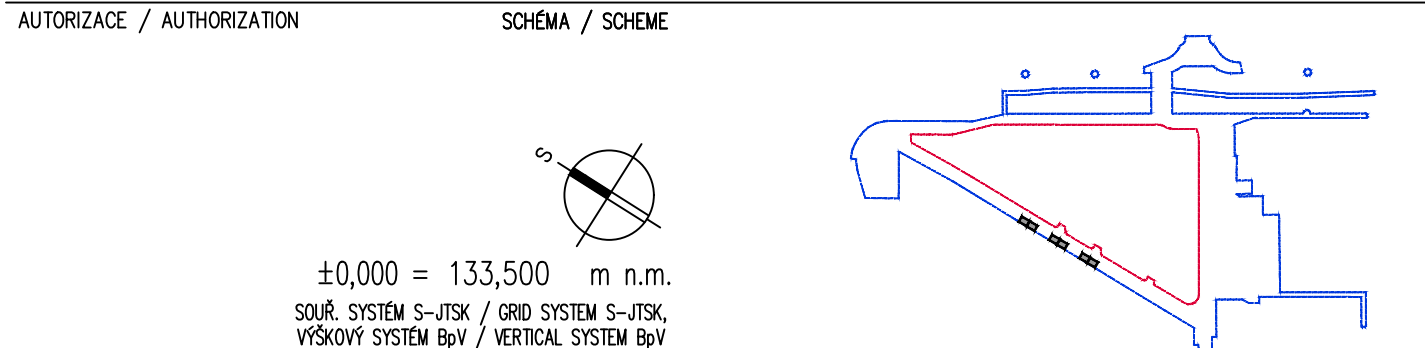 AUTORIZACE / AUTHORIZATION
SCHÉMA / SCHEME
S
±0,000 = 133,500 m n.m.
SOUŘ. SYSTÉM S-JTSK / GRID SYSTEM S-JTSK,
VÝŠKOVÝ SYSTÉM BpV / VERTICAL SYSTEM BpV